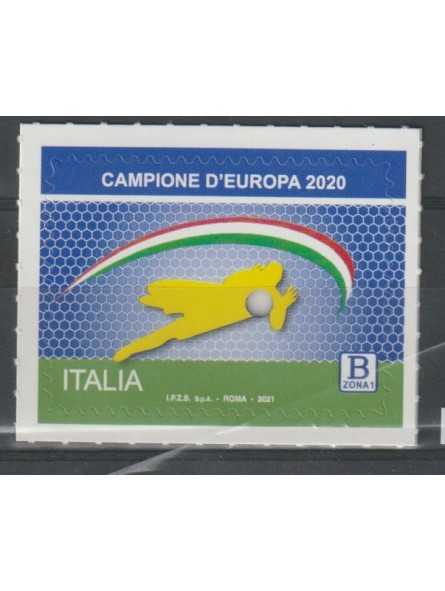 CAMPIONE D'EUROPA 2020
ITALIA
B
ZONA 1
I.P.Z.S. S.p.A. - ROMA - 2021